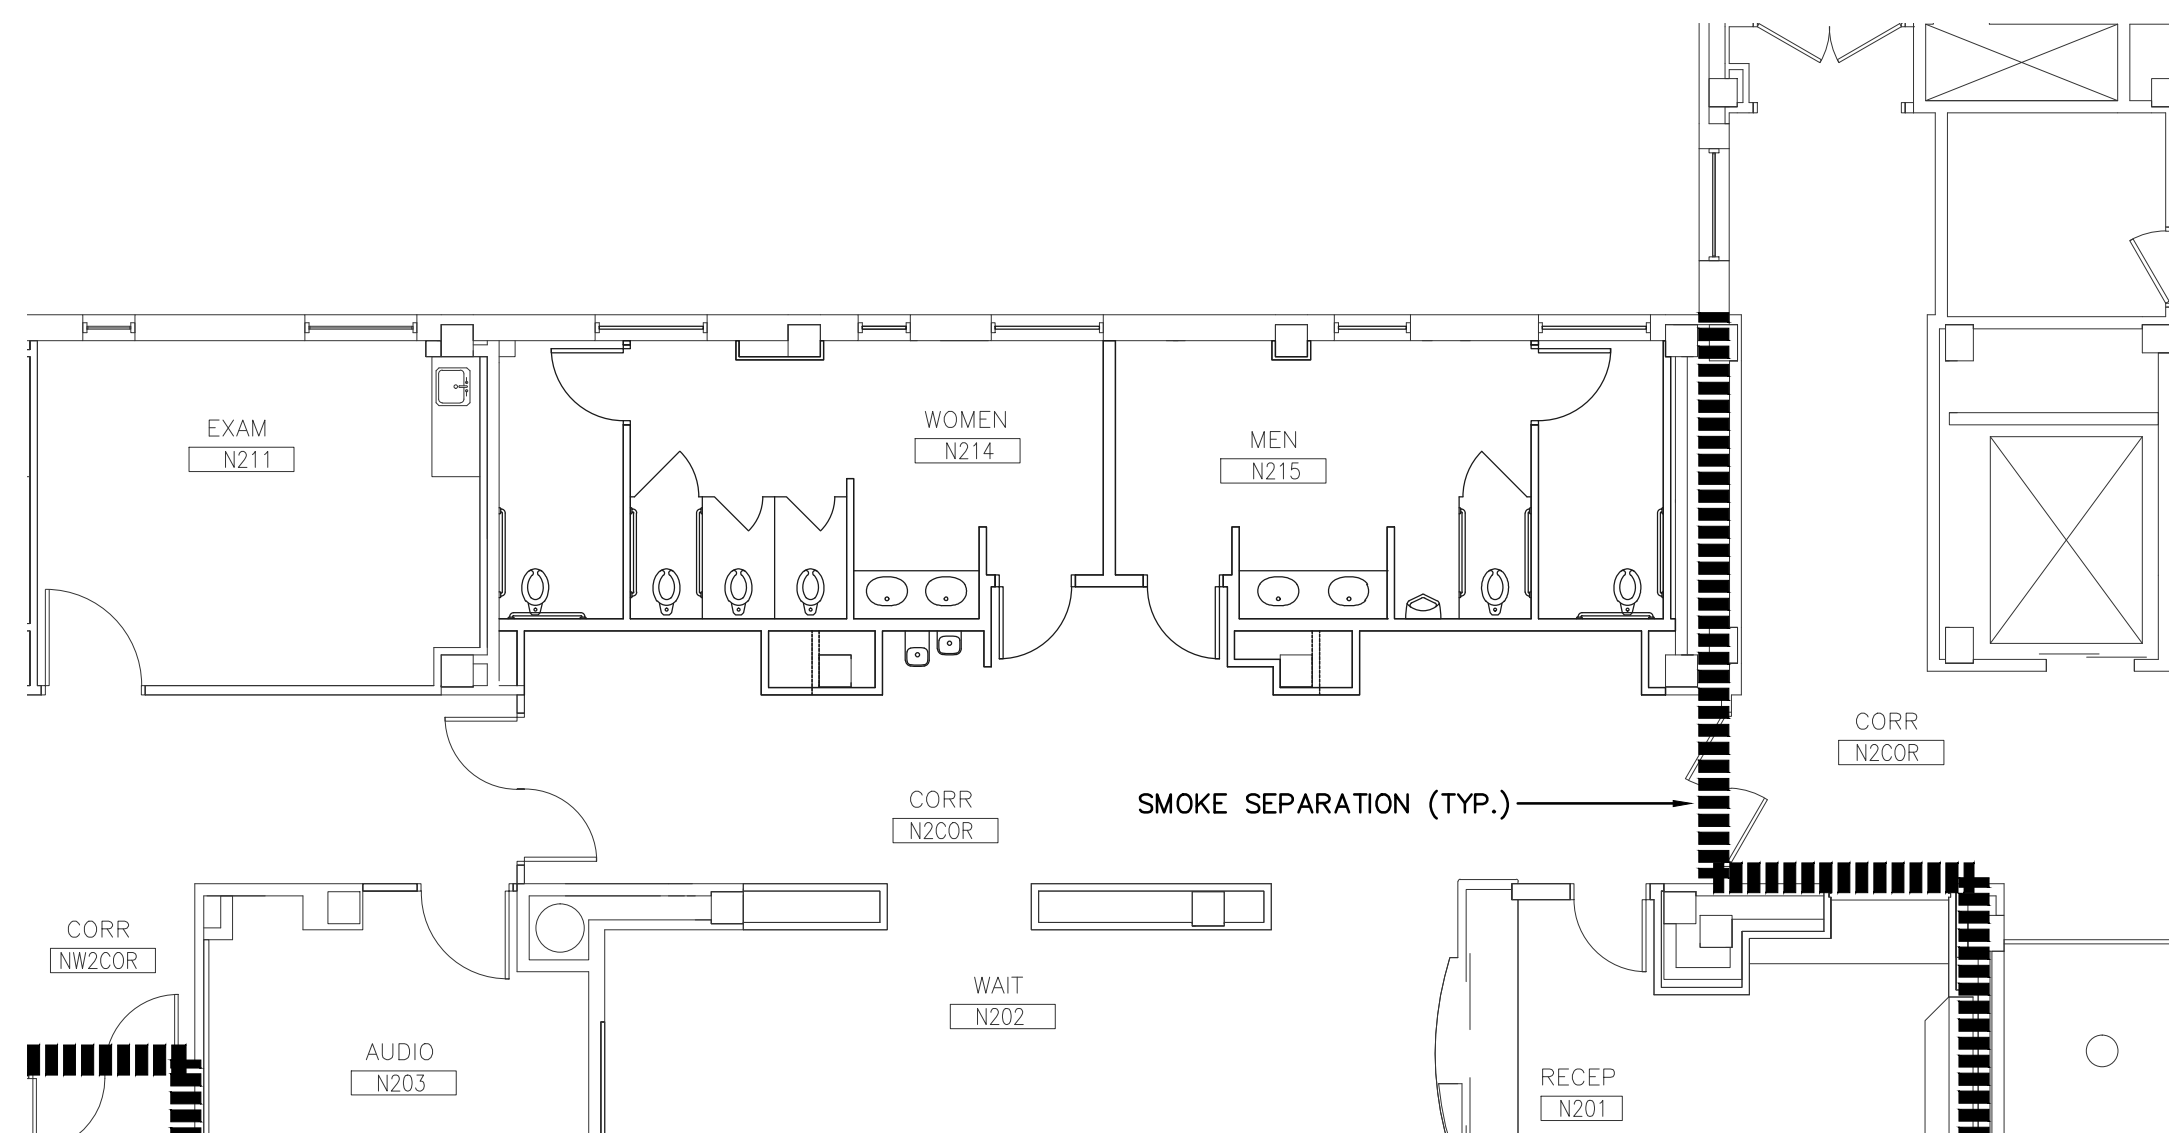 WOMEN
N214
EXAM
N211
MEN
N215
CORR
N2COR
CORR
N2COR
SMOKE SEPARATION (TYP.)
CORR
NW2COR
WAIT
N202
AUDIO
N203
RECEP
N201